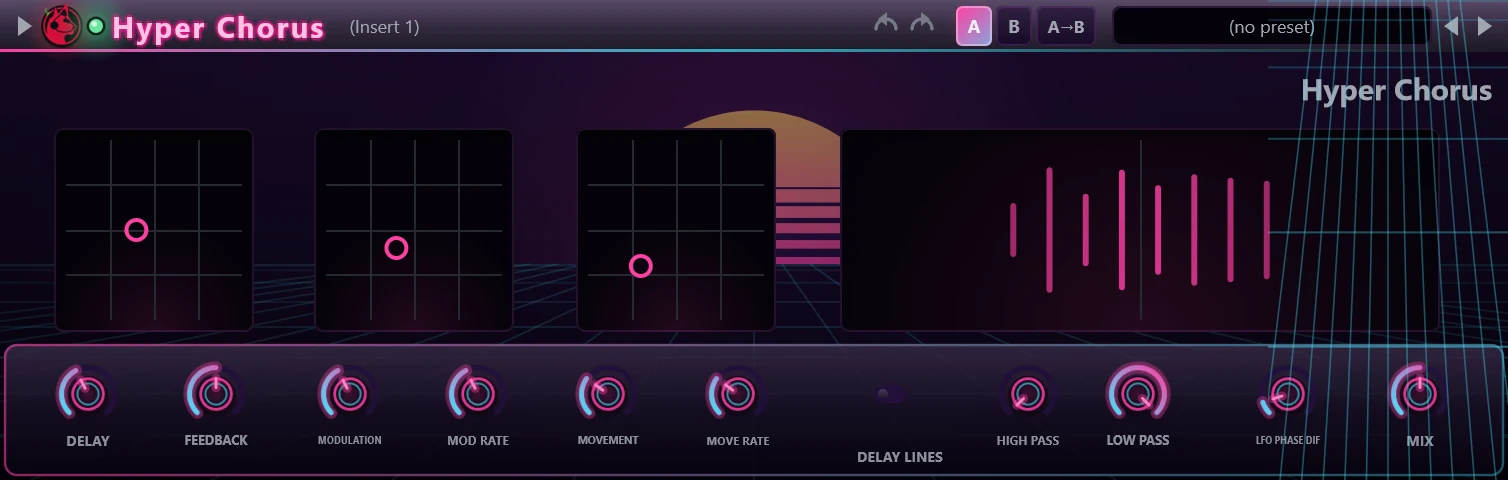 Hyper Chorus (Insert 1) A B A→B (no preset)
Hyper Chorus
DELAY FEEDBACK MODULATION MOD RATE MOVEMENT MOVE RATE HIGH PASS LOW PASS LFO PHASE DIF MIX
DELAY LINES